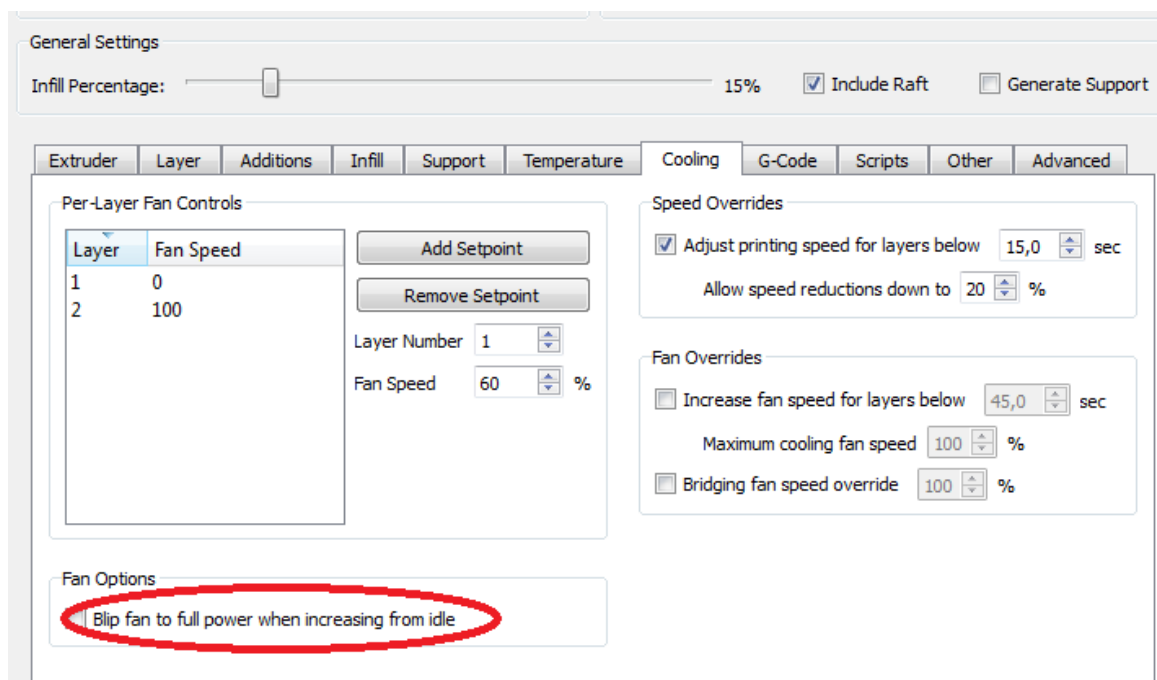 General Settings
Infill Percentage: 15% Include Raft Generate Support
Extruder Layer Additions Infill Support Temperature Cooling G-Code Scripts Other Advanced
Per-Layer Fan Controls
Layer Fan Speed
1 0
2 100
Add Setpoint
Remove Setpoint
Layer Number 1
Fan Speed 60 %
Speed Overrides
Adjust printing speed for layers below 15,0 sec
Allow speed reductions down to 20 %
Fan Overrides
Increase fan speed for layers below 45,0 sec
Maximum cooling fan speed 100 %
Bridging fan speed override 100 %
Fan Options
Blip fan to full power when increasing from idle